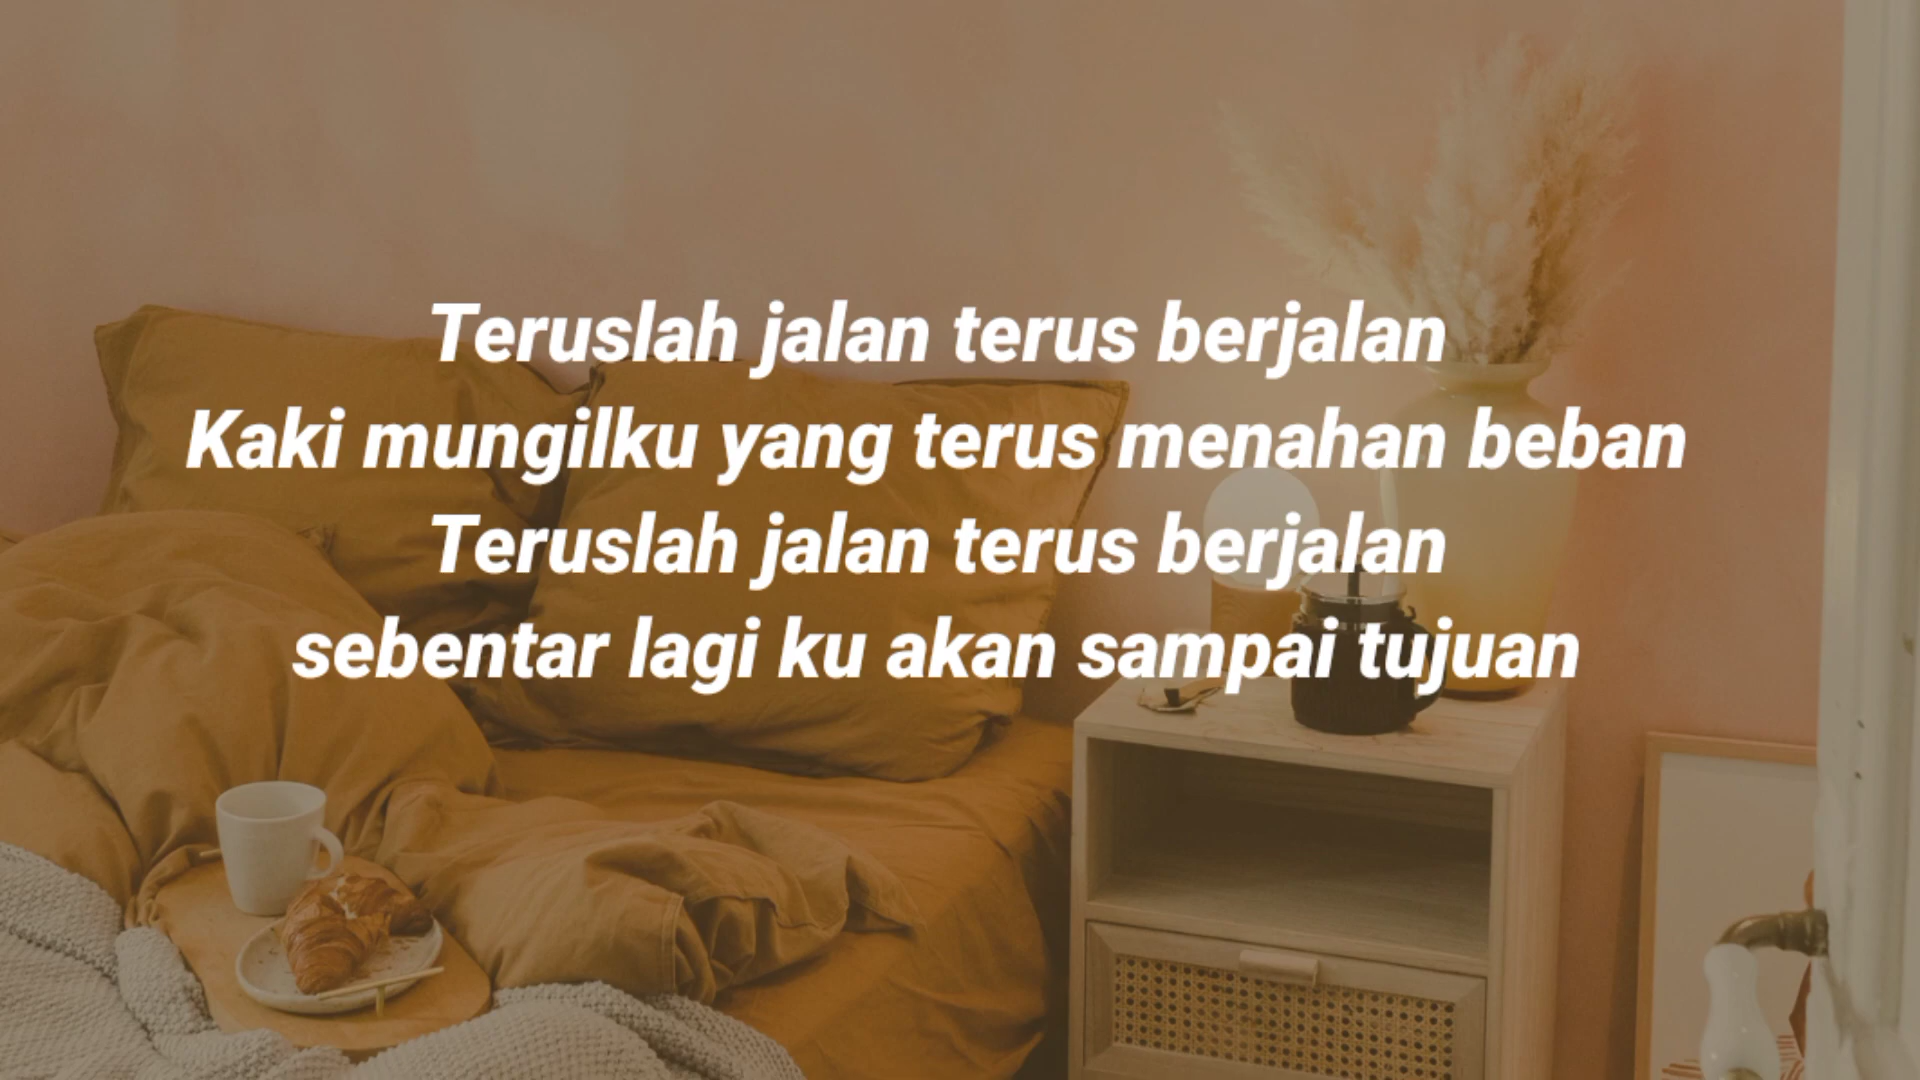 Teruslah jalan terus berjalan
Kaki mungilku yang terus menahan beban
Teruslah jalan terus berjalan
sebentar lagi ku akan sampai tujuan